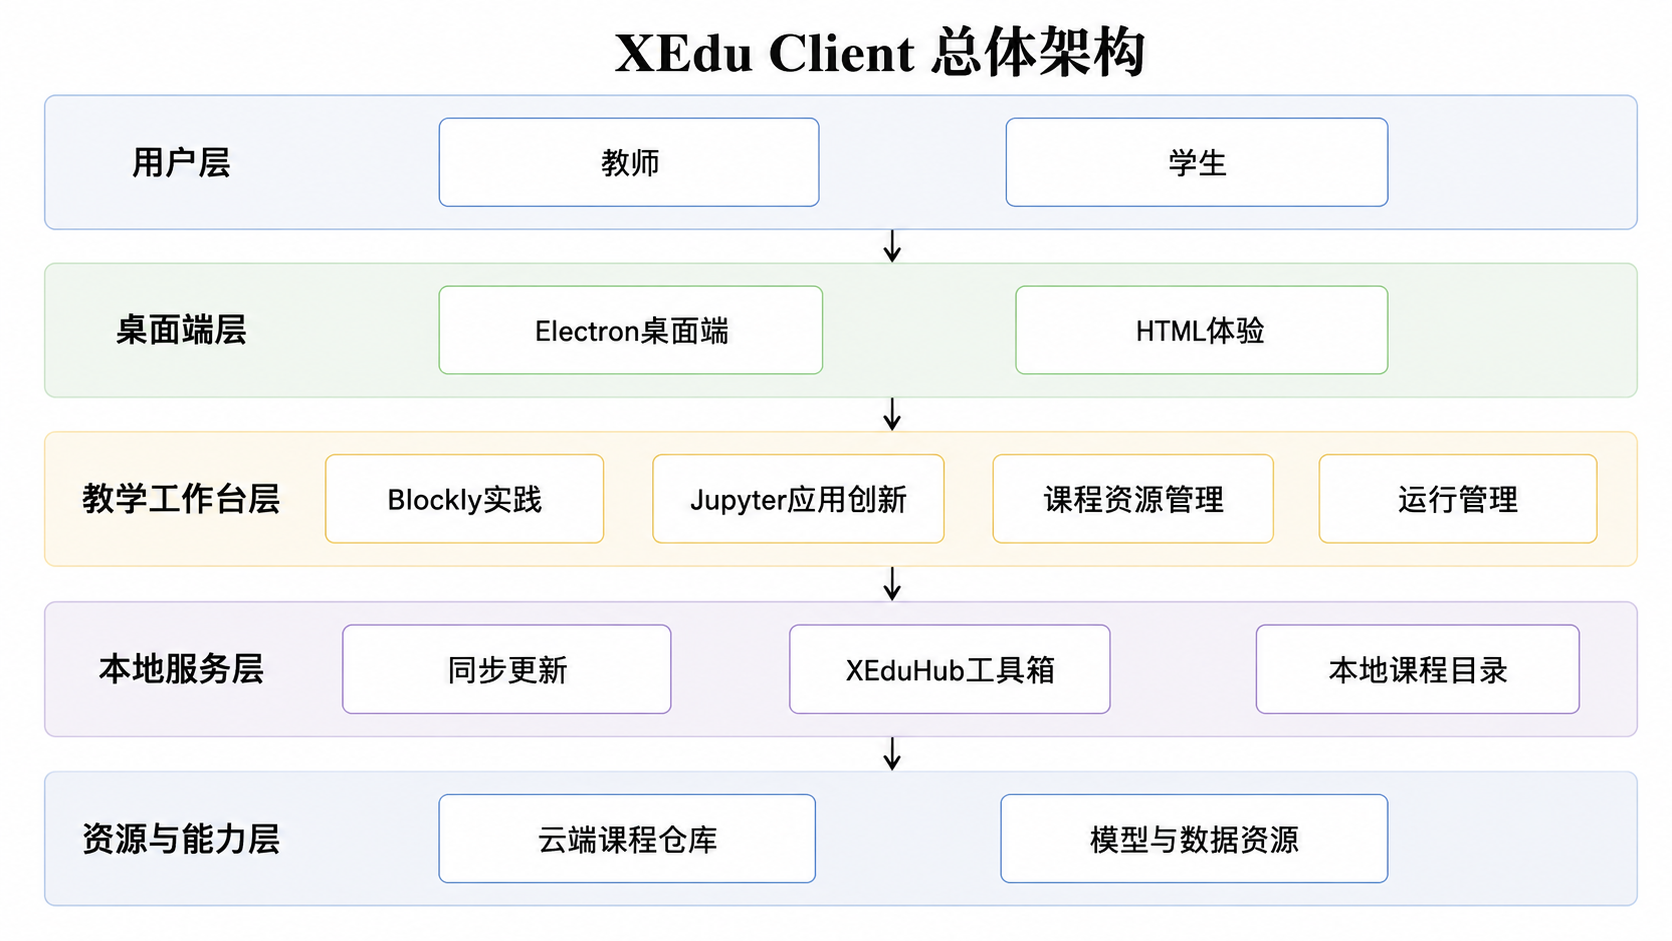 XEdu Client 总体架构
用户层
教师
学生
桌面端层
Electron桌面端
HTML体验
教学工作台层
Blockly实践
Jupyter应用创新
课程资源管理
运行管理
本地服务层
同步更新
XEduHub工具箱
本地课程目录
资源与能力层
云端课程仓库
模型与数据资源